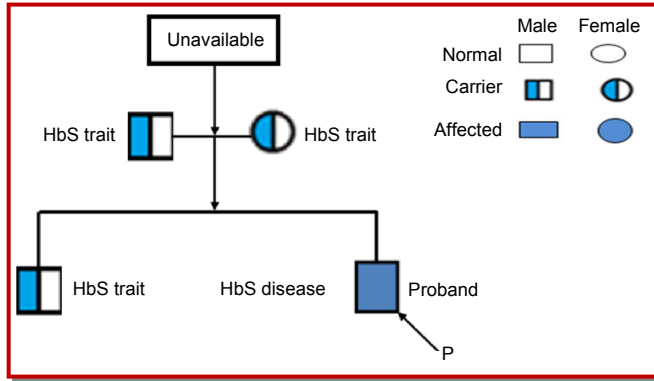 Unavailable
Male Female
Normal
Carrier
Affected
HbS trait
HbS trait
HbS trait
HbS disease
Proband
P